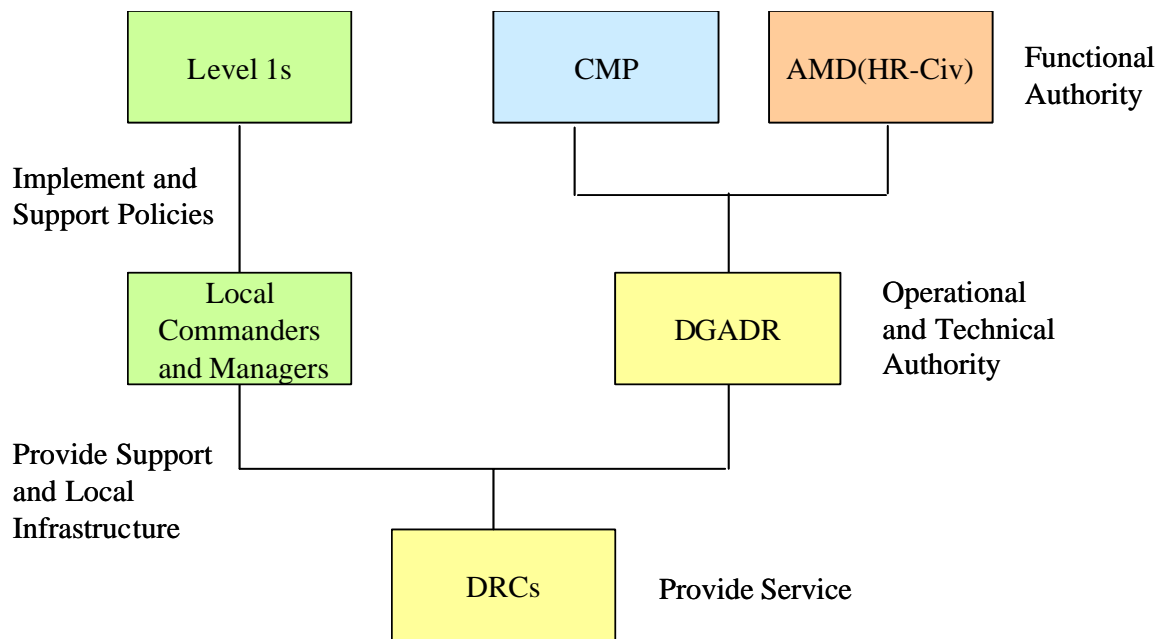 Level 1s
CMP
AMD(HR-Civ)
Functional
Authority
Implement and
Support Policies
Local
Commanders
and Managers
DGADR
Operational
and Technical
Authority
Provide Support
and Local
Infrastructure
DRCs
Provide Service